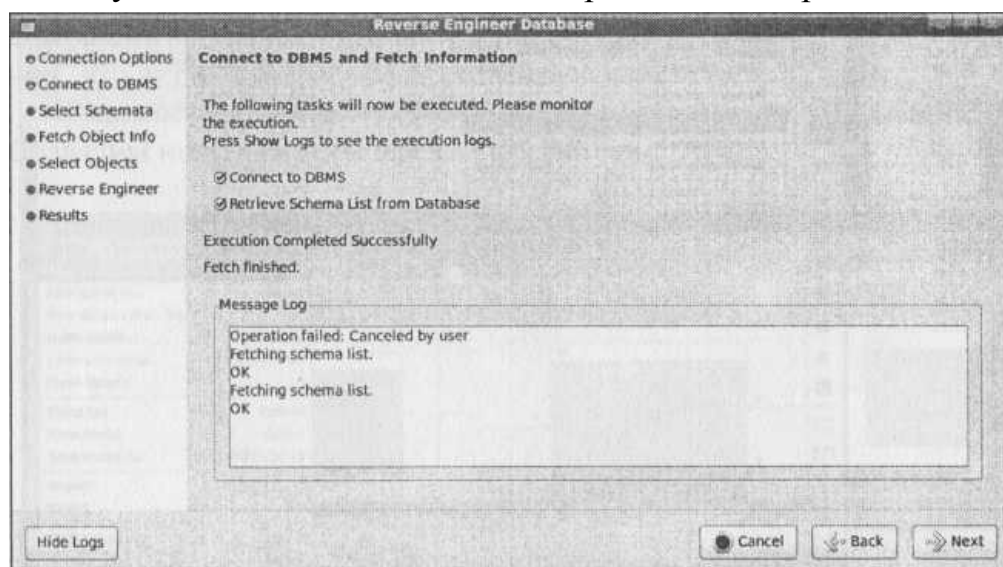 Reverse Engineer Database
Connection Options
Connect to DBMS
Select Schemata
Fetch Object Info
Select Objects
Reverse Engineer
Results
Connect to DBMS and Fetch Information
The following tasks will now be executed. Please monitor
the execution.
Press Show Logs to see the execution logs.
Connect to DBMS
Retrieve Schema List from Database
Execution Completed Successfully
Fetch finished.
Message Log
Operation failed: Canceled by user
Fetching schema list.
OK
Fetching schema list.
OK
Hide Logs
Cancel
Back
Next